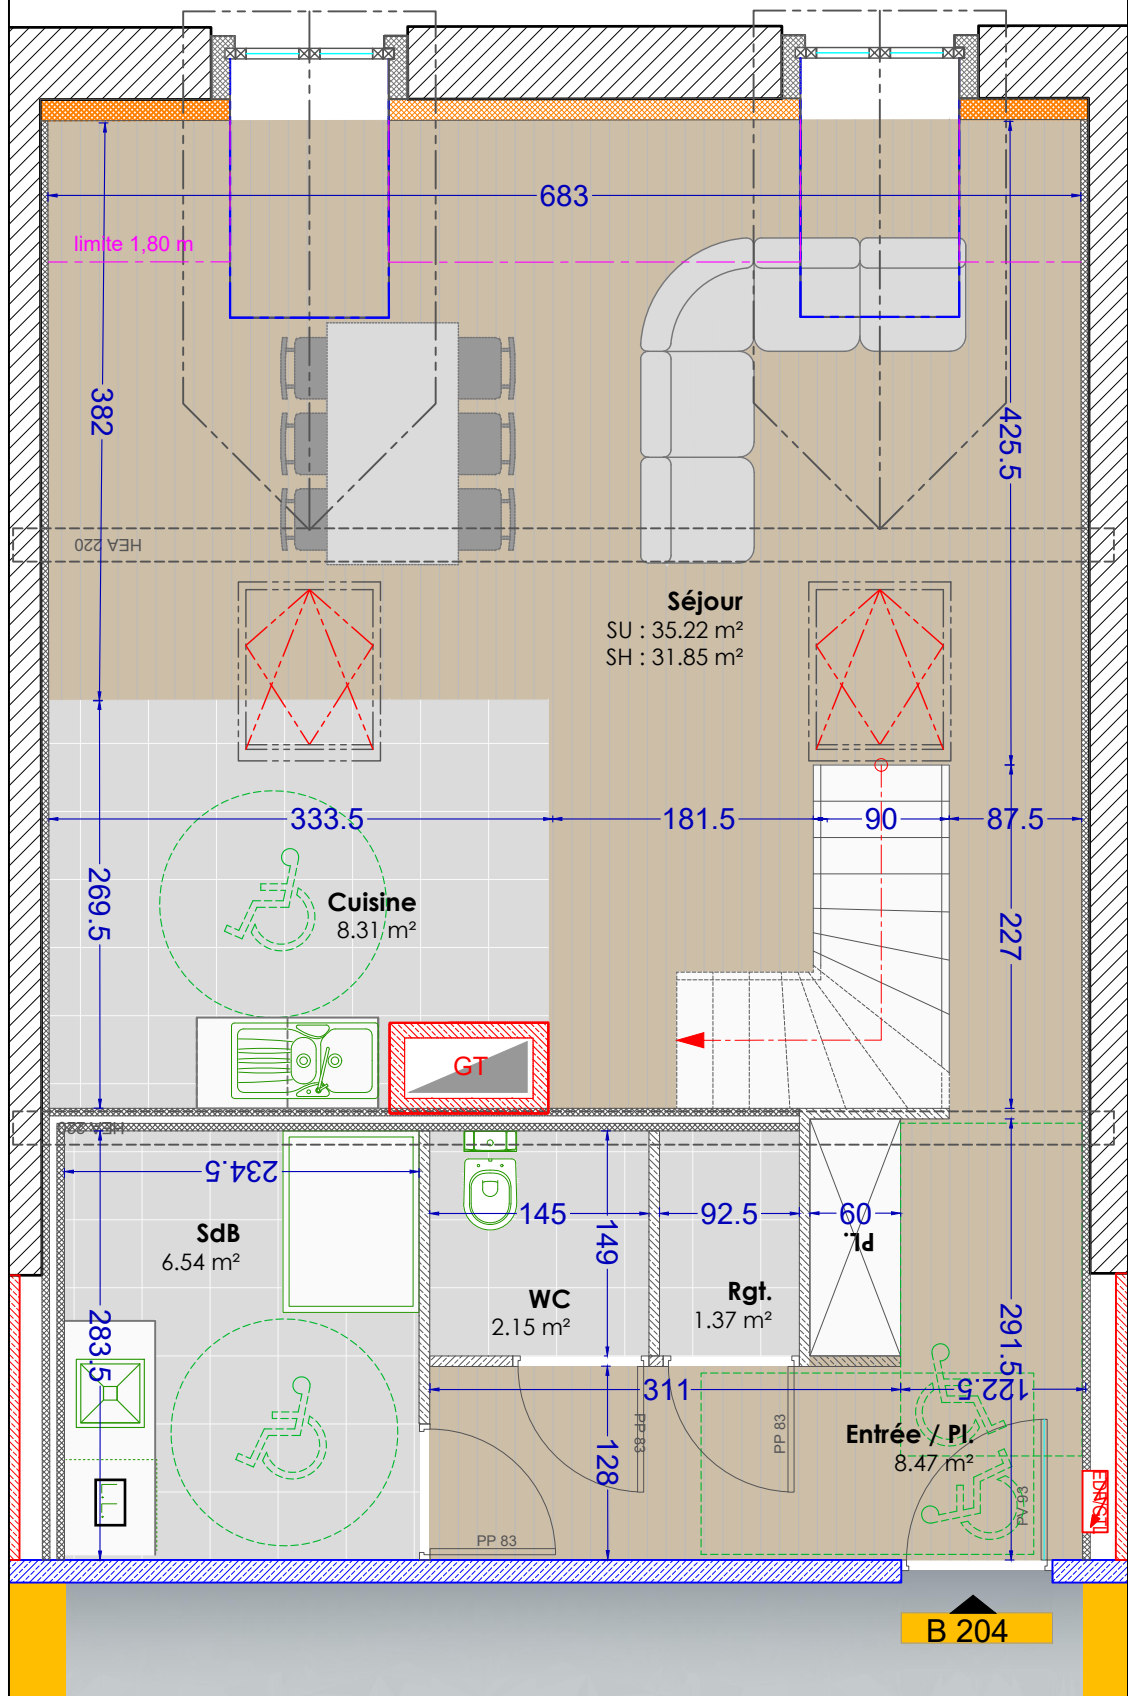 683
limite 1,80 m
382
425.5
HEA 220
Séjour
SU : 35.22 m²
SH : 31.85 m²
333.5
181.5
90
87.5
269.5
Cuisine
8.31 m²
227
GT
HEA 220
234.5
SdB
6.54 m²
145
149
92.5
60
PL.
WC
2.15 m²
Rgt.
1.37 m²
283.5
291.5
311
122.5
PP 83
PP 83
Entrée / Pl.
8.47 m²
128
PV 93
PP 83
B 204